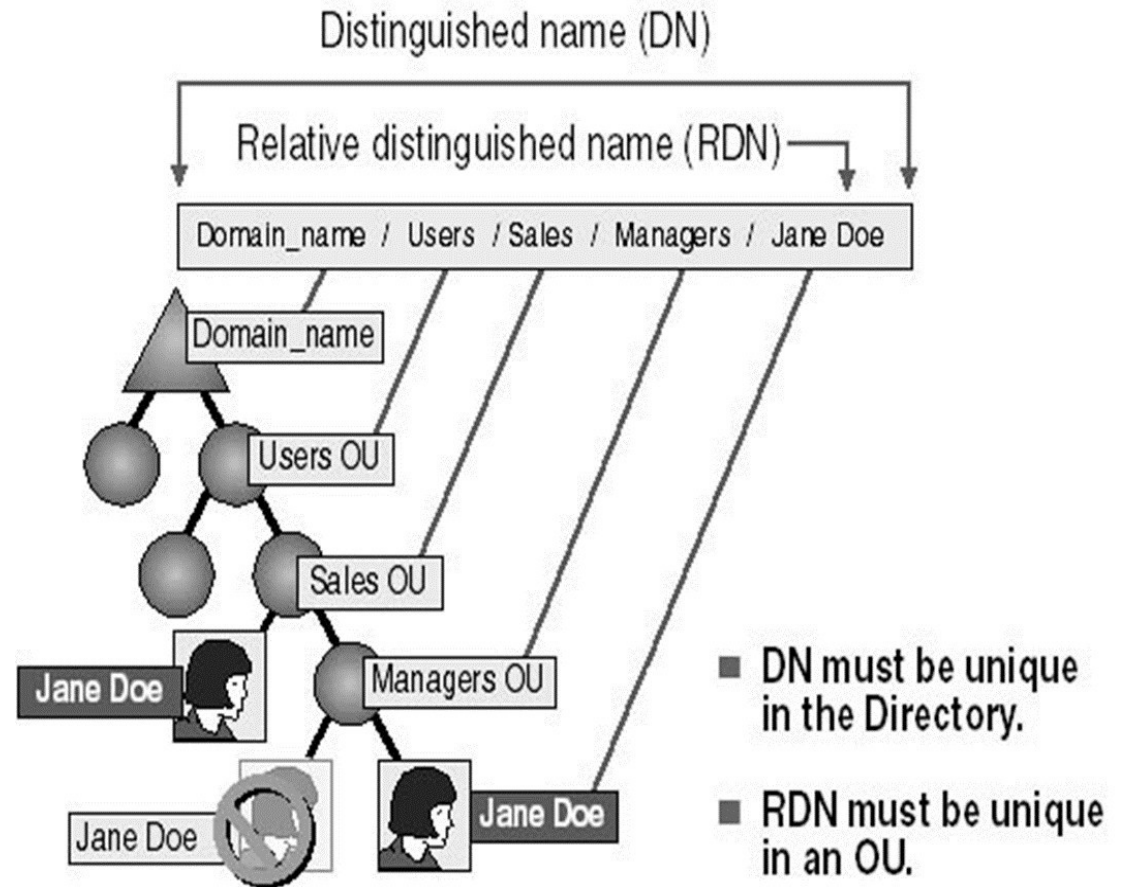 Distinguished name (DN)
Relative distinguished name (RDN)
Domain_name / Users / Sales / Managers / Jane Doe
Domain_name
Users OU
Sales OU
Jane Doe
Managers OU
Jane Doe
Jane Doe
■ DN must be unique
in the Directory.
■ RDN must be unique
in an OU.